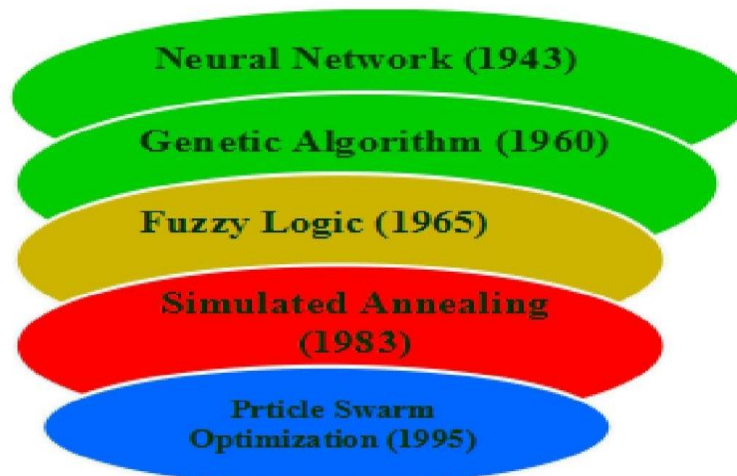 Neural Network (1943)
Genetic Algorithm (1960)
Fuzzy Logic (1965)
Simulated Annealing
(1983)
Prticle Swarm
Optimization (1995)